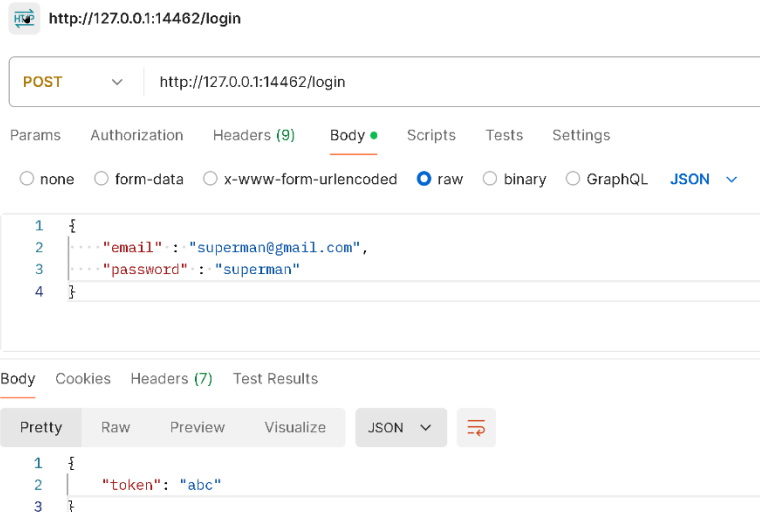 HTTP http://127.0.0.1:14462/login
POST http://127.0.0.1:14462/login
Params Authorization Headers (9) Body Scripts Tests Settings
none form-data x-www-form-urlencoded raw binary GraphQL JSON
1 {
2 "email" : "superman@gmail.com",
3 "password" : "superman"
4 }
Body Cookies Headers (7) Test Results
Pretty Raw Preview Visualize JSON
1 {
2 "token": "abc"
3 }